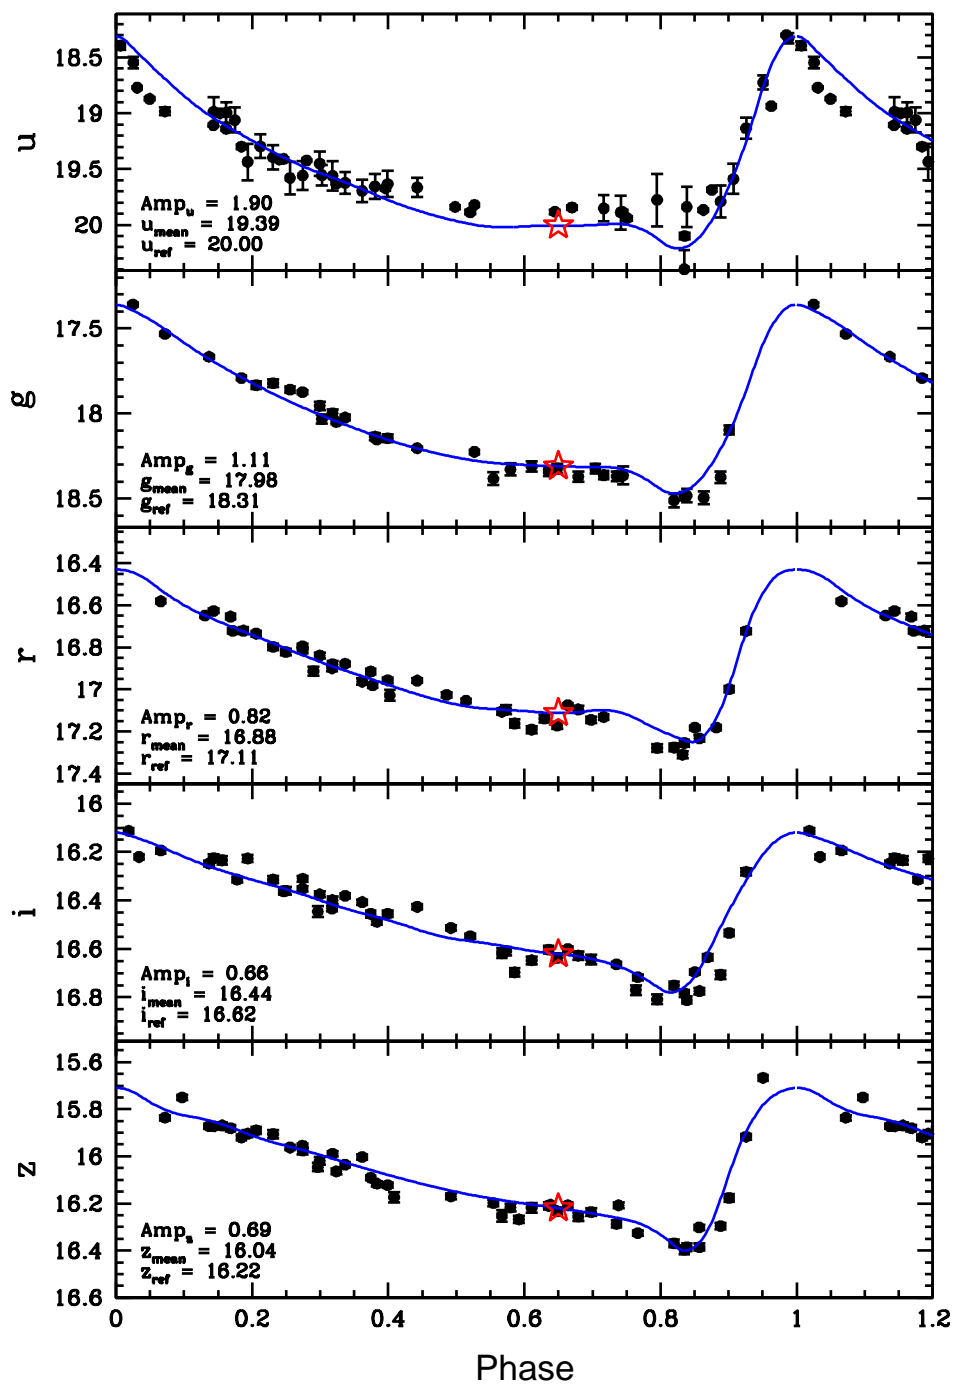 18.5
19
19.5
20
u
Amp_u = 1.90
u_mean = 19.39
u_ref = 20.00
17.5
18
18.5
g
Amp_g = 1.11
g_mean = 17.98
g_ref = 18.31
16.4
16.6
16.8
17
17.2
17.4
r
Amp_r = 0.82
r_mean = 16.88
r_ref = 17.11
16
16.2
16.4
16.6
16.8
i
Amp_i = 0.66
i_mean = 16.44
i_ref = 16.62
15.6
15.8
16
16.2
16.4
16.6
z
Amp_z = 0.69
z_mean = 16.04
z_ref = 16.22
0 0.2 0.4 0.6 0.8 1 1.2
Phase